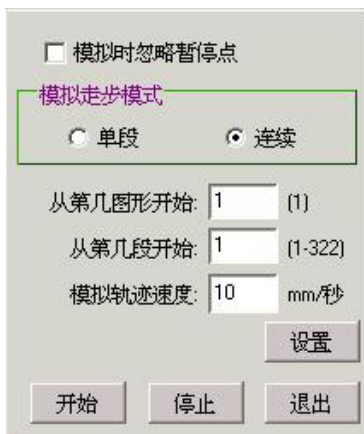 模拟时忽略暂停点
模拟走步模式
单段 连续
从第几图形开始: 1 (1)
从第几段开始: 1 (1-322)
模拟轨迹速度: 10 mm/秒
设置
开始 停止 退出